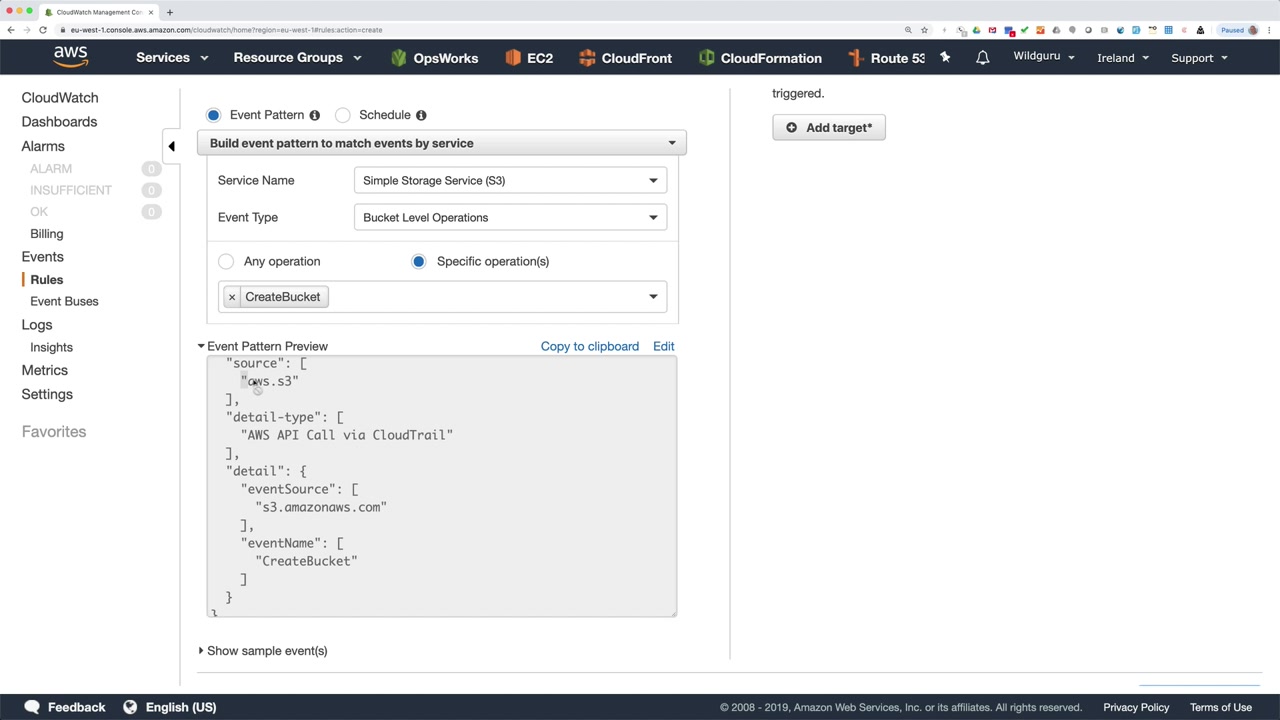 CloudWatch Management Con
eu-west-1.console.aws.amazon.com/cloudwatch/home?region=eu-west-1#rules:action=create
Paused
aws
Services
Resource Groups
OpsWorks
EC2
CloudFront
CloudFormation
Route 53
Wildguru
Ireland
Support
CloudWatch
Dashboards
Alarms
ALARM 0
INSUFFICIENT 0
OK 0
Billing
Events
Rules
Event Buses
Logs
Insights
Metrics
Settings
Favorites
Event Pattern
Schedule
Build event pattern to match events by service
Service Name Simple Storage Service (S3)
Event Type Bucket Level Operations
Any operation
Specific operation(s)
× CreateBucket
Event Pattern Preview
Copy to clipboard
Edit
"source": [
"aws.s3"
],
"detail-type": [
"AWS API Call via CloudTrail"
],
"detail": {
"eventSource": [
"s3.amazonaws.com"
],
"eventName": [
"CreateBucket"
]
}
}
Show sample event(s)
triggered.
Add target*
Feedback
English (US)
© 2008 - 2019, Amazon Web Services, Inc. or its affiliates. All rights reserved.
Privacy Policy
Terms of Use